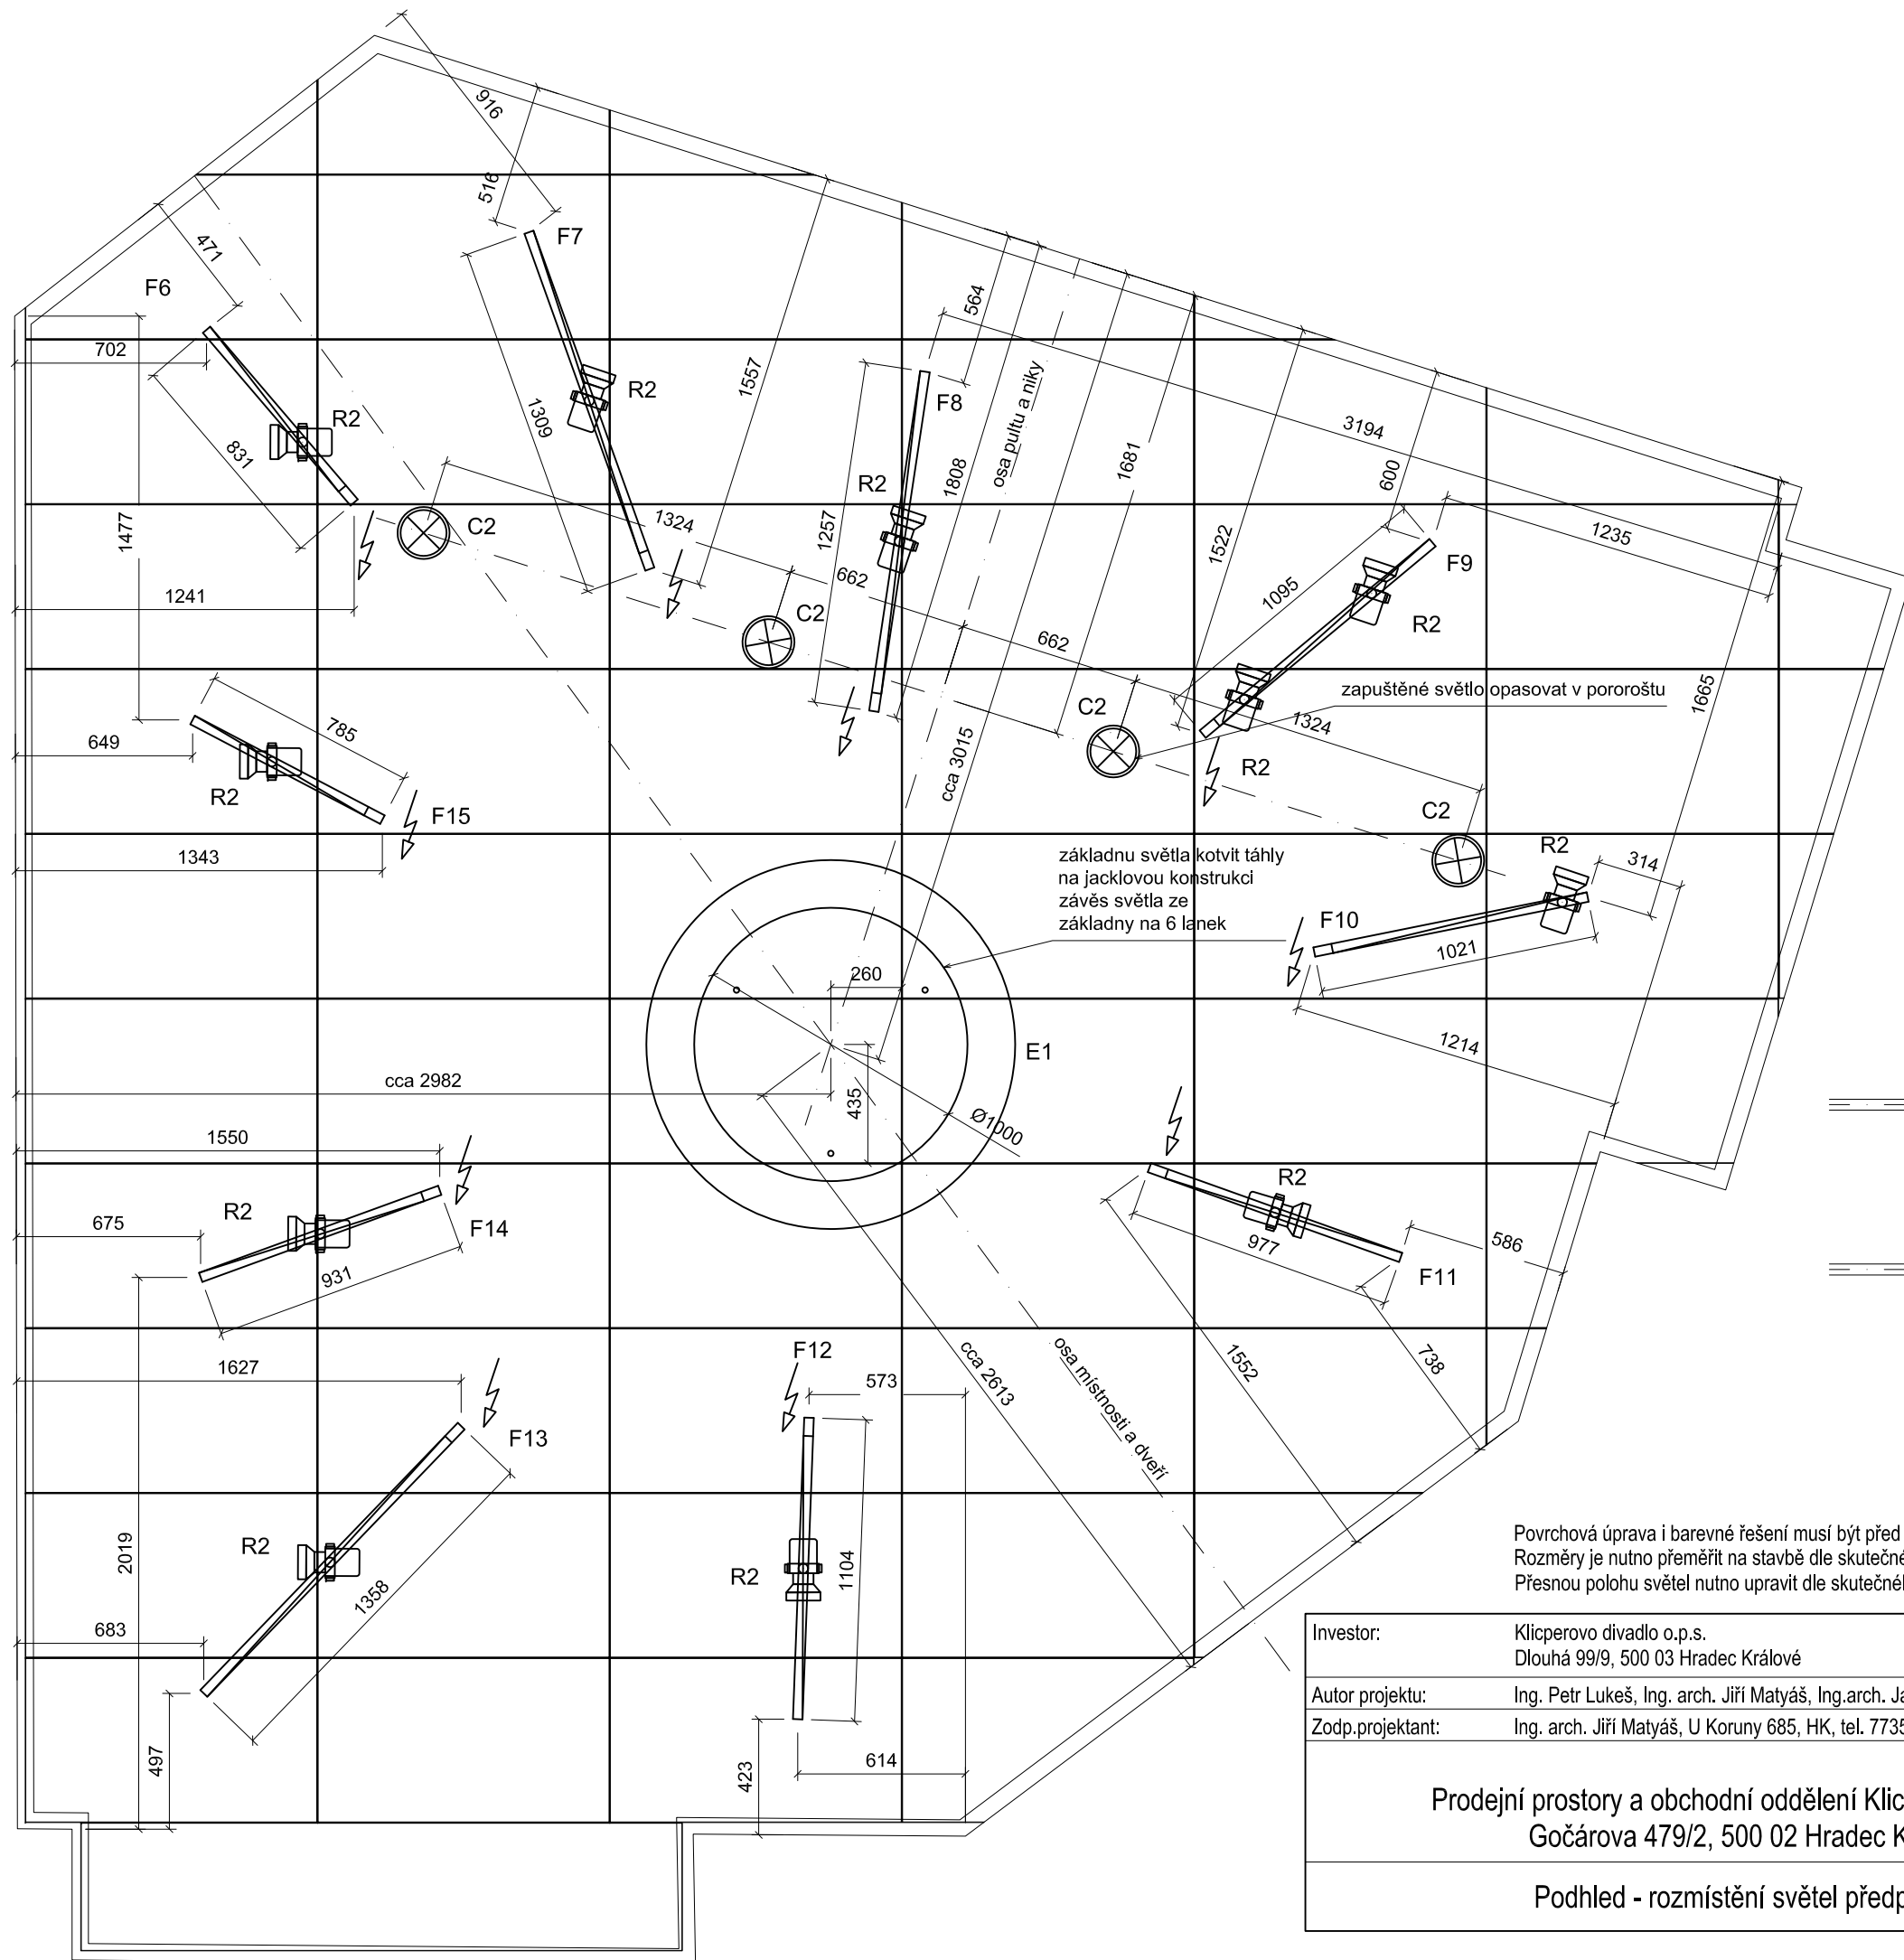 916
516
471
F7
F6
702
R2
R2
831
1309
1557
564
F8
osa pultu a niky
3194
1477
1241
C2
1324
R2
1257
1808
1681
600
1522
1235
F9
1095
R2
662
C2
662
zapuštěné světlo opasovat v pororoštu
1665
C2
1324
R2
649
785
R2
F15
1343
cca 3015
C2
R2
314
základnu světla kotvit táhly
na jacklovou konstrukci
závěs světla ze
základny na 6 lanek
F10
1021
260
E1
1214
cca 2982
435
Ø1000
1550
R2
675
F14
931
R2
977
586
F11
1627
F12
573
cca 2613
osa místnosti a dveří
1552
738
F13
R2
2019
1358
R2
1104
683
497
423
614
Povrchová úprava i barevné řešení musí být před
Rozměry je nutno přeměřit na stavbě dle skutečné
Přesnou polohu světel nutno upravit dle
Investor: Klicperovo divadlo o.p.s.
Dlouhá 99/9, 500 03 Hradec Králové
Autor projektu: Ing. Petr Lukeš, Ing. arch. Jiří Matyáš, Ing.arch. Ja
Zodp.projektant: Ing. arch. Jiří Matyáš, U Koruny 685, HK, tel. 7735
Prodejní prostory a obchodní oddělení Klic
Gočárova 479/2, 500 02 Hradec K
Podhled - rozmístění světel předp